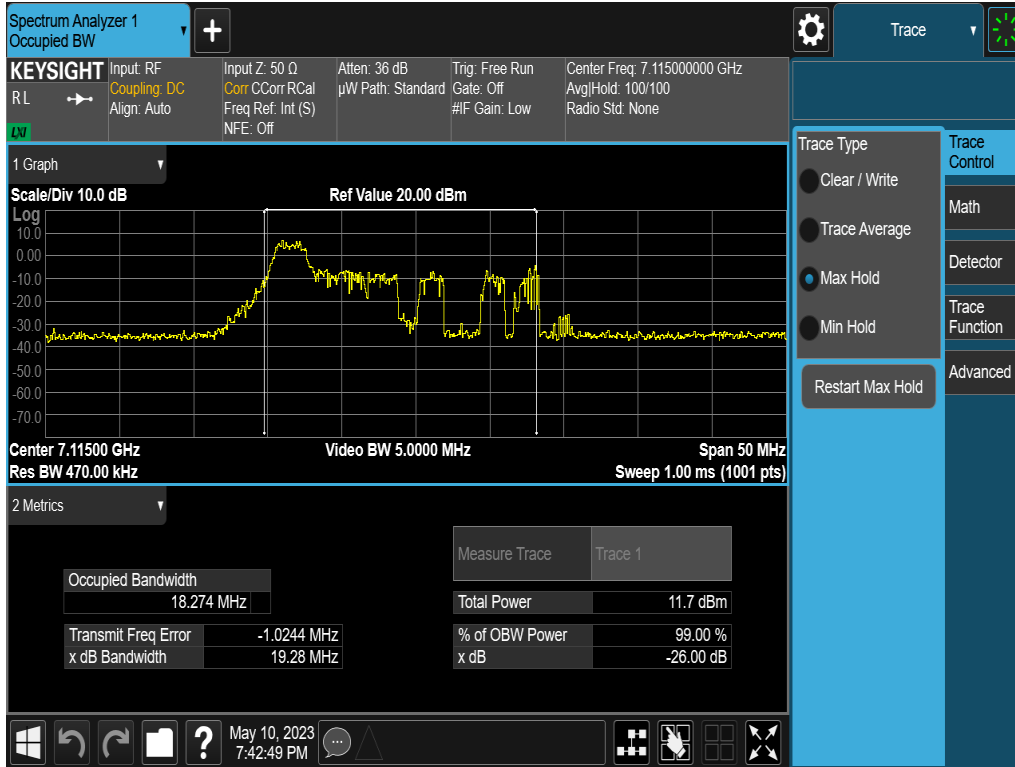 Spectrum Analyzer 1
Occupied BW
+
Trace
KEYSIGHT
R L
LXI
Input: RF
Coupling: DC
Align: Auto
Input Z: 50 Ω
Corr CCorr RCal
Freq Ref: Int (S)
NFE: Off
Atten: 36 dB
µW Path: Standard
Trig: Free Run
Gate: Off
#IF Gain: Low
Center Freq: 7.115000000 GHz
Avg|Hold: 100/100
Radio Std: None
1 Graph
Scale/Div 10.0 dB
Ref Value 20.00 dBm
Log
10.0
0.00
-10.0
-20.0
-30.0
-40.0
-50.0
-60.0
-70.0
Center 7.11500 GHz
Video BW 5.0000 MHz
Span 50 MHz
Res BW 470.00 kHz
Sweep 1.00 ms (1001 pts)
2 Metrics
Measure Trace Trace 1
Occupied Bandwidth
18.274 MHz
Total Power 11.7 dBm
Transmit Freq Error -1.0244 MHz
% of OBW Power 99.00 %
x dB Bandwidth 19.28 MHz
x dB -26.00 dB
Trace Type
Clear / Write
Trace Average
Max Hold
Min Hold
Restart Max Hold
Trace
Control
Math
Detector
Trace
Function
Advanced
?
May 10, 2023
7:42:49 PM